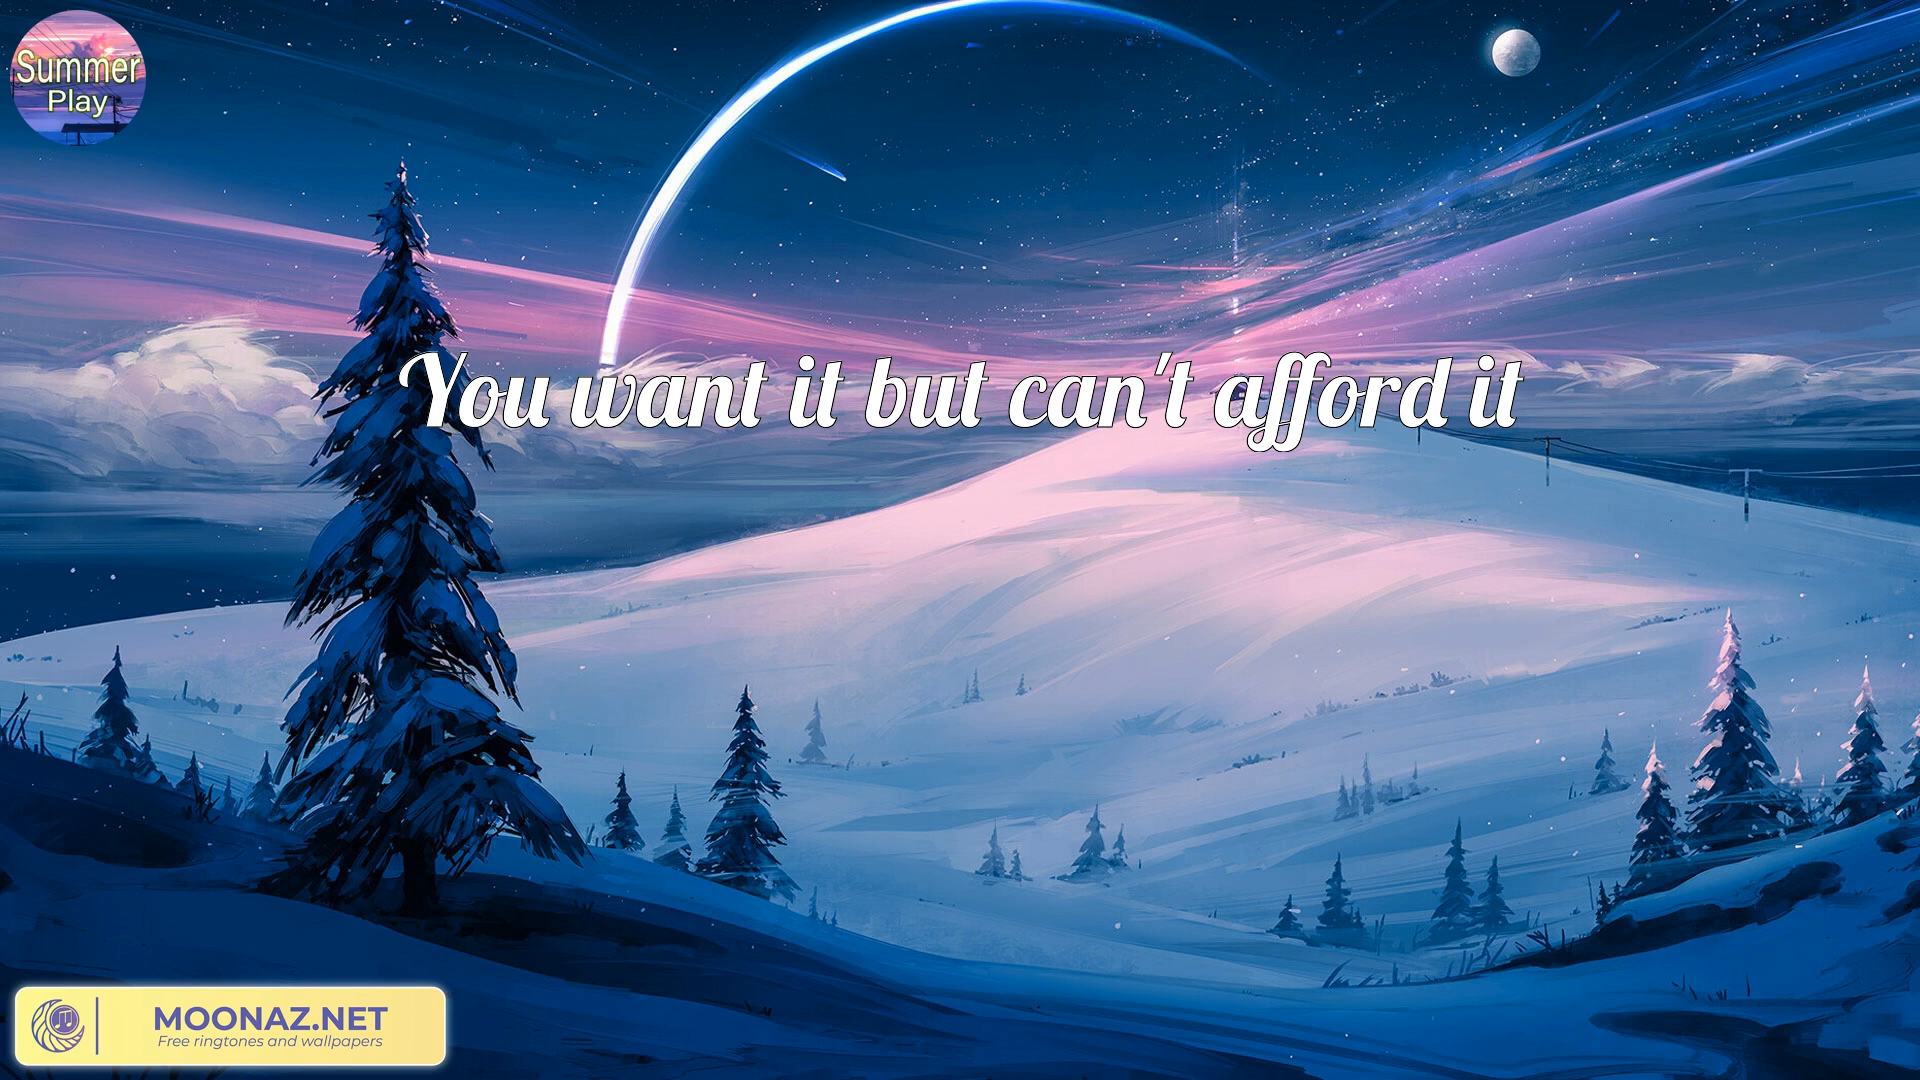 Summer
Play
You want it but can't afford it
MOONAZ.NET
Free ringtones and wallpapers